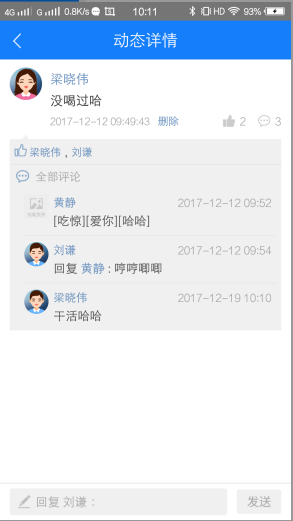 4G G 0.8K/s 10:11 HD 93%
动态详情
梁晓伟
没喝过哈
2017-12-12 09:49:43 删除 2 3
梁晓伟，刘谦
全部评论
黄静 2017-12-12 09:52
[吃惊][爱你][哈哈]
刘谦 2017-12-12 09:54
回复 黄静：哼哼唧唧
梁晓伟 2017-12-19 10:10
干活哈哈
回复 刘谦： 发送